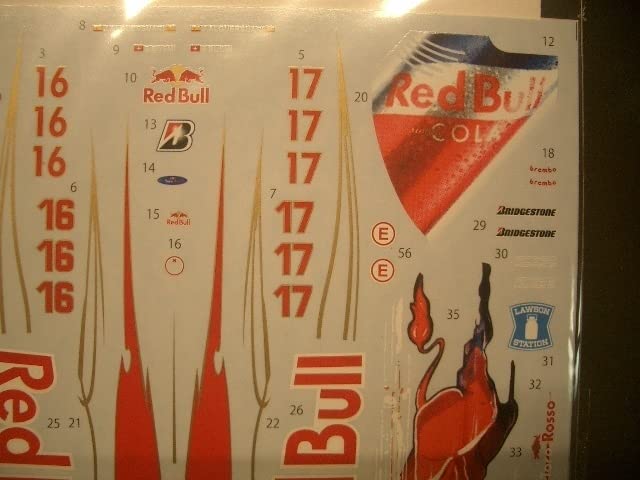 8
3
9
5
12
16
10
Red Bull
17
20
Red Bull
COLA
16
13
17
16
14
17
18
brembo
brembo
6
15
Red Bull
7
29
BRIDGESTONE
16
17
E
BRIDGESTONE
16
16
17
E
56
30
16
17
35
LAWSON
STATION
31
32
Red
Bull
25
21
22
26
Rosso
33